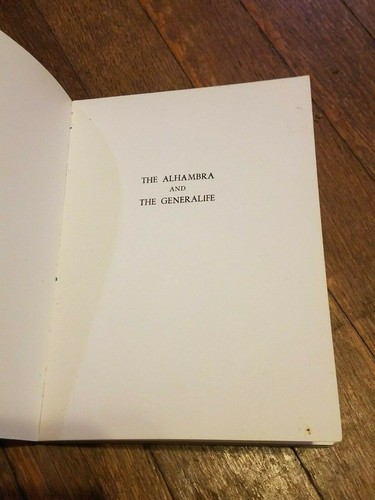 THE ALHAMBRA
AND
THE GENERALIFE